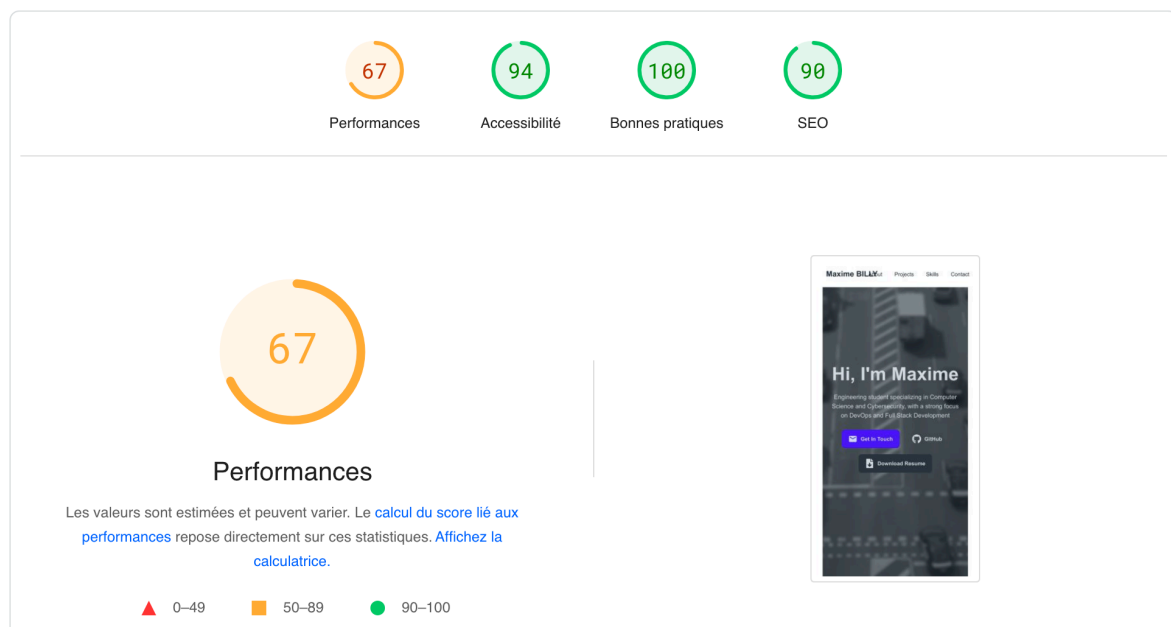 67
94
100
90
Performances
Accessibilité
Bonnes pratiques
SEO
67
Performances
Les valeurs sont estimées et peuvent varier. Le calcul du score lié aux
performances repose directement sur ces statistiques. Affichez la
calculatrice.
0–49
50–89
90–100
Maxime BILLY
Projects
Skills
Contact
Hi, I'm Maxime
Engineering student specializing in Computer
Science and Cybersecurity, with a strong focus
on DevOps and Full Stack Development
Get In Touch
GitHub
Download Resume